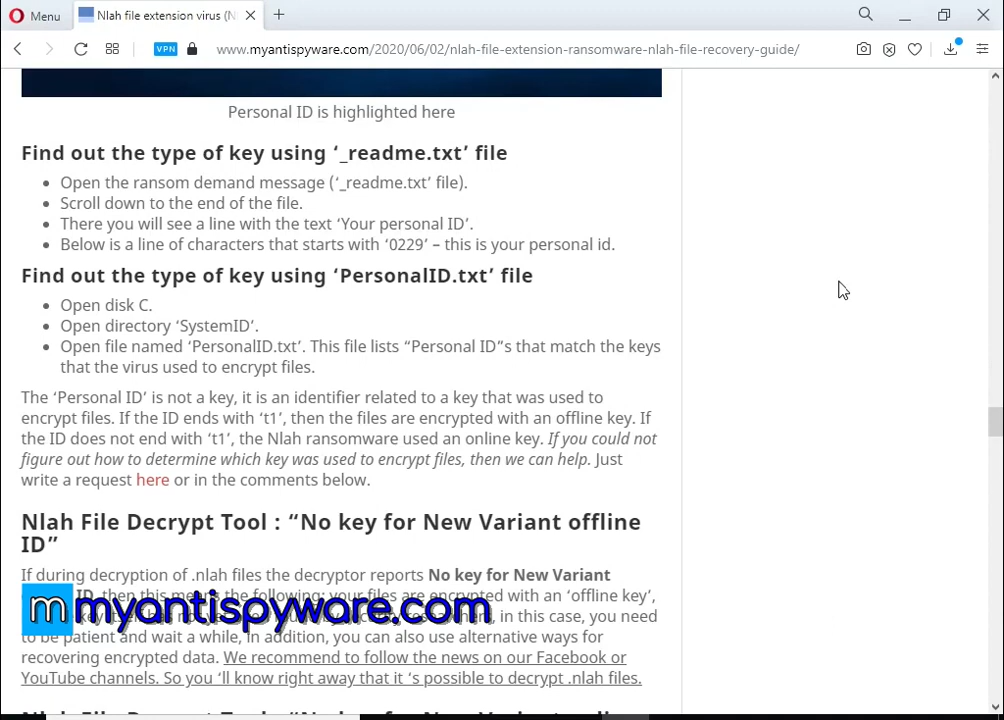 Menu
Nlah file extension virus (N
VPN
www.myantispyware.com/2020/06/02/nlah-file-extension-ransomware-nlah-file-recovery-guide/
Personal ID is highlighted here
Find out the type of key using ‘_readme.txt’ file
• Open the ransom demand message (‘_readme.txt’ file).
• Scroll down to the end of the file.
• There you will see a line with the text ‘Your personal ID’.
• Below is a line of characters that starts with ‘0229’ – this is your personal id.
Find out the type of key using ‘PersonalID.txt’ file
• Open disk C.
• Open directory ‘SystemID’.
• Open file named ‘PersonalID.txt’. This file lists “Personal ID”s that match the keys
that the virus used to encrypt files.
The ‘Personal ID’ is not a key, it is an identifier related to a key that was used to
encrypt files. If the ID ends with ‘t1’, then the files are encrypted with an offline key. If
the ID does not end with ‘t1’, the Nlah ransomware used an online key. If you could not
figure out how to determine which key was used to encrypt files, then we can help. Just
write a request here or in the comments below.
Nlah File Decrypt Tool : “No key for New Variant offline
ID”
If during decryption of .nlah files the decryptor reports No key for New Variant
ID, then this means the following: your files are encrypted with an ‘offline key’,
in this case, you need
m myantispyware.com
to be patient and wait a while, in addition, you can also use alternative ways for
recovering encrypted data. We recommend to follow the news on our Facebook or
YouTube channels. So you ‘ll know right away that it ‘s possible to decrypt .nlah files.